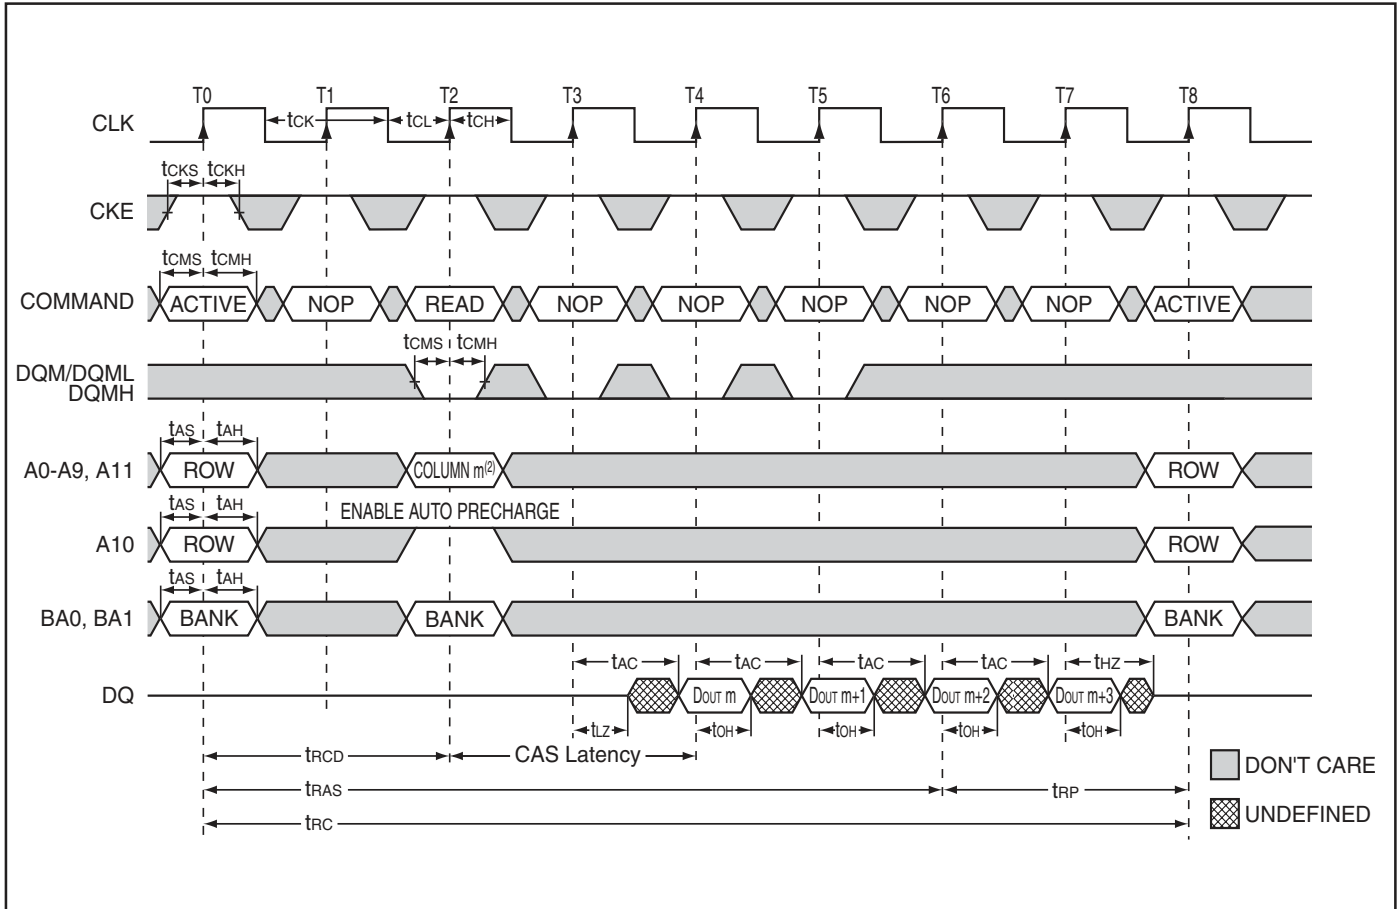 T0 T1 T2 T3 T4 T5 T6 T7 T8
CLK tCK tCL tCH
tCKS tCKH
CKE
tCMS tCMH
COMMAND ACTIVE NOP READ NOP NOP NOP NOP NOP ACTIVE
tCMS tCMH
DQM/DQML
DQMH
tAS tAH
A0-A9, A11 ROW COLUMN m(2) ROW
tAS tAH ENABLE AUTO PRECHARGE
A10 ROW ROW
tAS tAH
BA0, BA1 BANK BANK BANK
tAC tAC tAC tAC tHZ
DQ DOUT m DOUT m+1 DOUT m+2 DOUT m+3
tLZ tOH tOH tOH tOH
tRCD CAS Latency
DON'T CARE
tRAS tRP
UNDEFINED
tRC